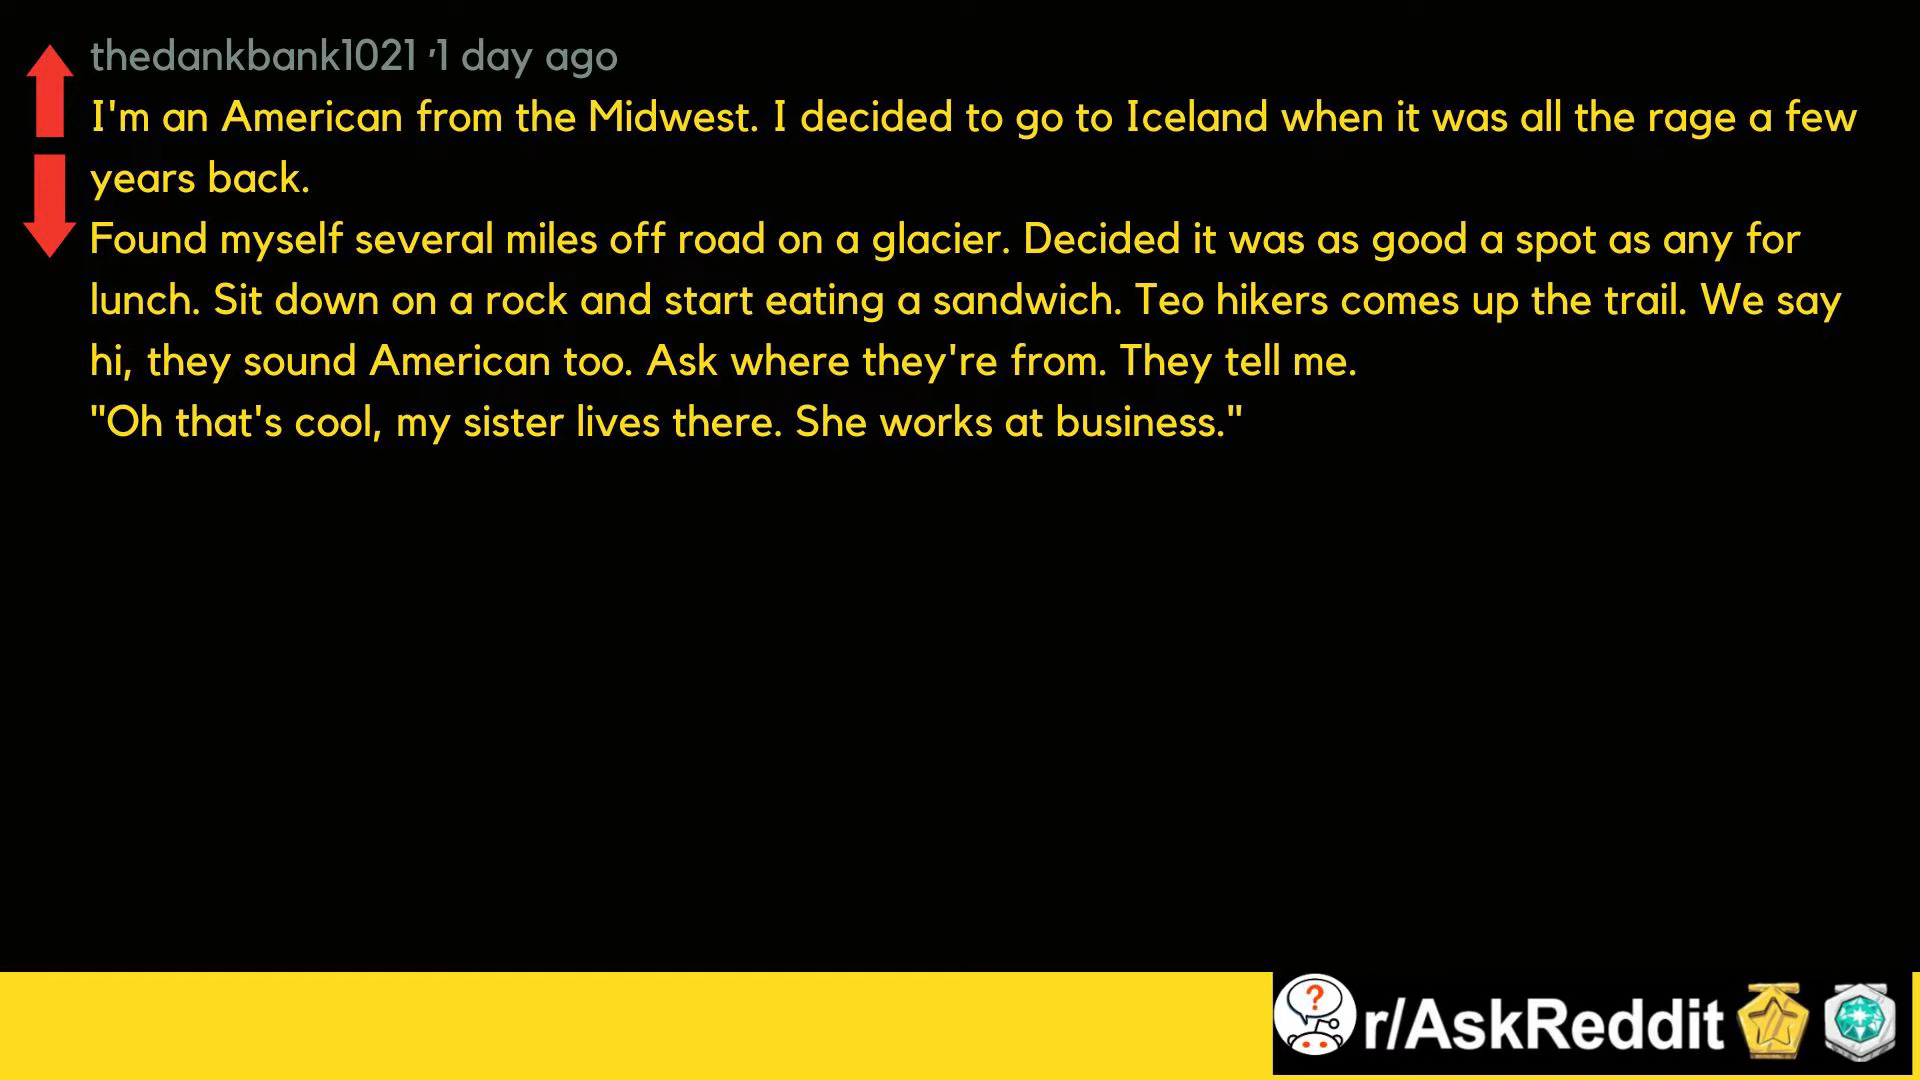 thedankbank1021 ·1 day ago
I'm an American from the Midwest. I decided to go to Iceland when it was all the rage a few
years back.
Found myself several miles off road on a glacier. Decided it was as good a spot as any for
lunch. Sit down on a rock and start eating a sandwich. Teo hikers comes up the trail. We say
hi, they sound American too. Ask where they're from. They tell me.
"Oh that's cool, my sister lives there. She works at business."
?
r/AskReddit